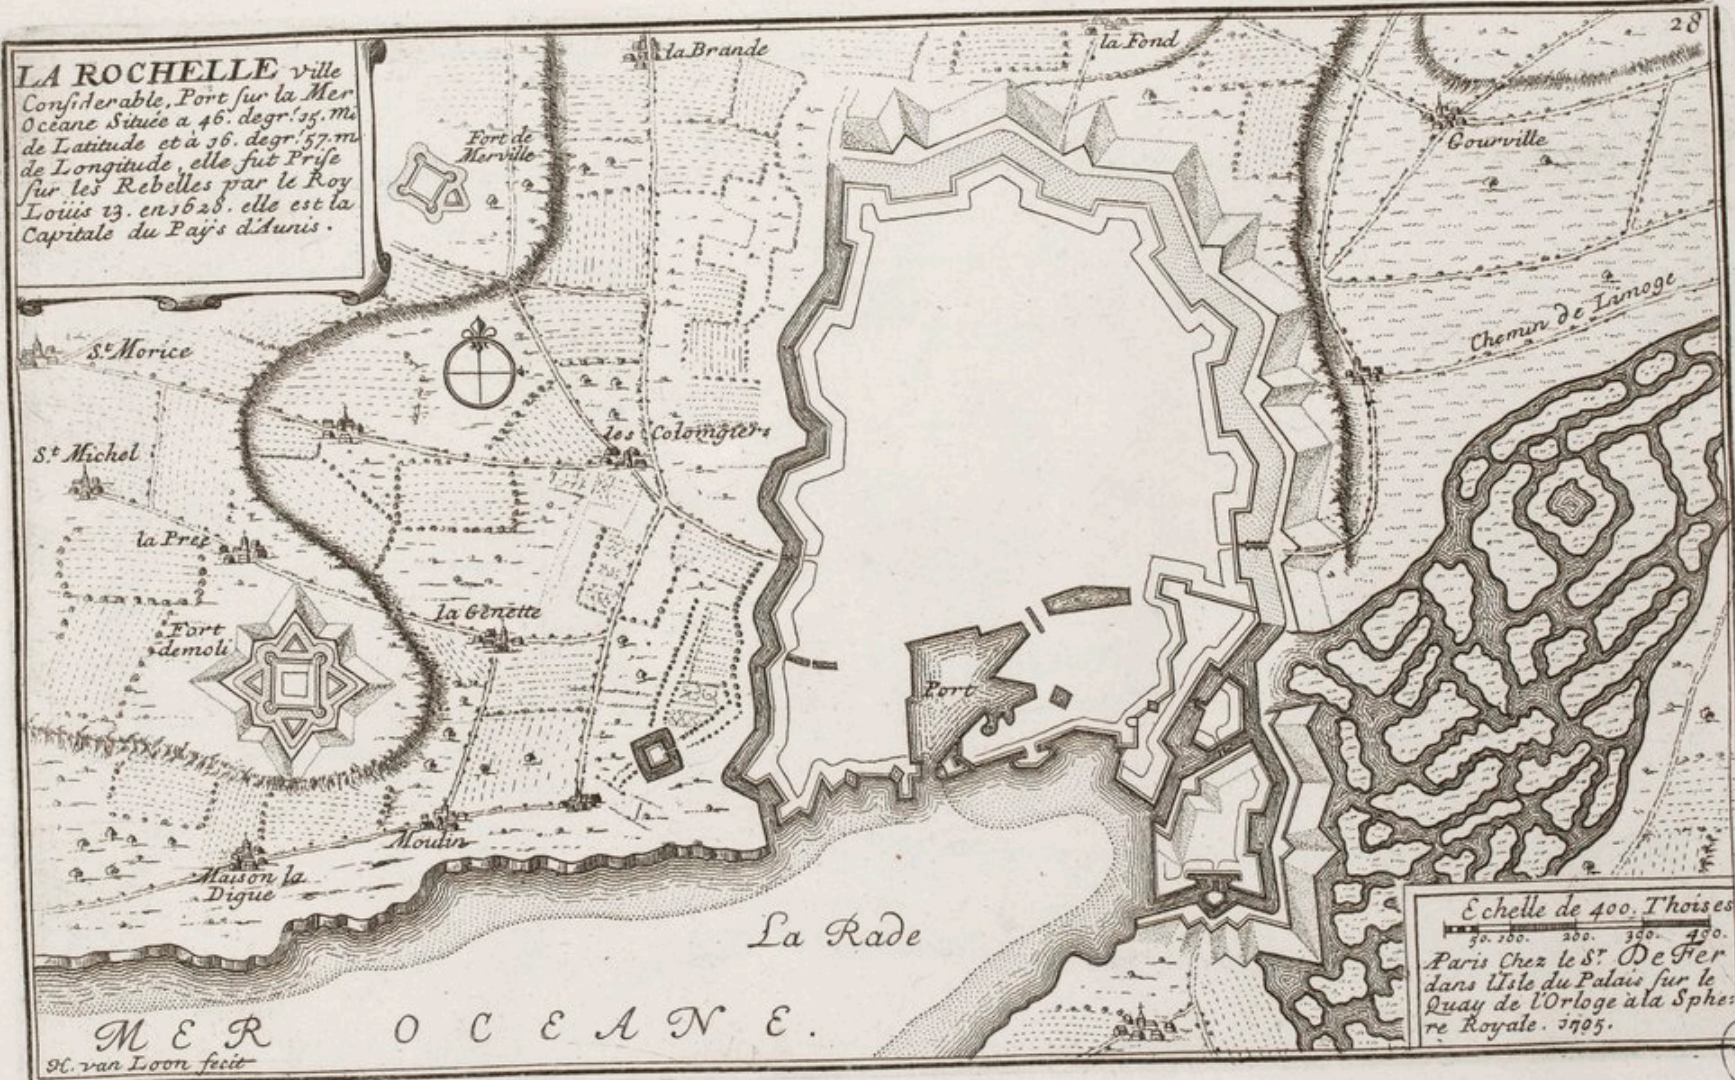 28
LA ROCHELLE ville
Considerable, Port sur la Mer
Océane Située a 46. degr. 15. mi
de Latitude et à 16. degr. 57. m
de Longitude, elle fut Prise
sur les Rebelles par le Roy
Loüis 13. en 1628. elle est la
Capitale du Pays d'Aunis.
la Brande
la Fond
Fort de
Merville
Gourville
Chemin de Limoge
St. Morice
les Colomgiers
St. Michel
la Pree
la Genette
Fort
demoli
Port
Moulin
Maison la
Digue
La Rade
MER OCEANE.
H. van Loon fecit
Echelle de 400. Thoises
50. 100. 200. 300. 400.
AParis Chez le Sr. De Fer
dans l'Isle du Palais sur le
Quay de l'Orloge a la Sphe=
re Royale. 1705.